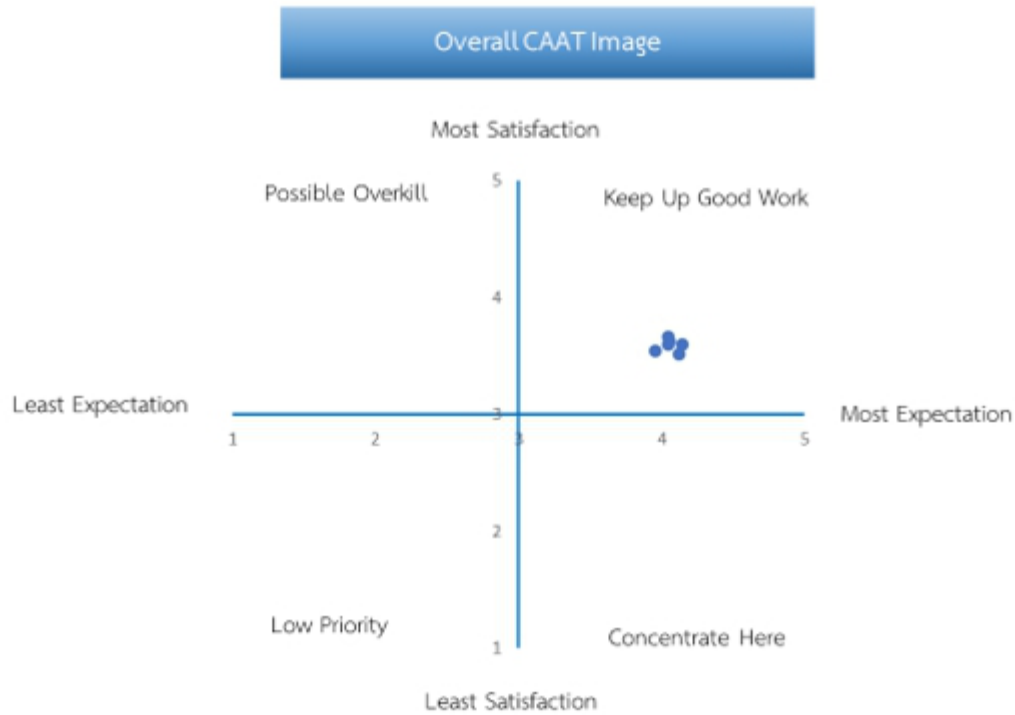 Overall CAAT Image
Most Satisfaction
Possible Overkill
5
Keep Up Good Work
4
Least Expectation
3
Most Expectation
1
2
3
4
5
2
Low Priority
1
Concentrate Here
Least Satisfaction